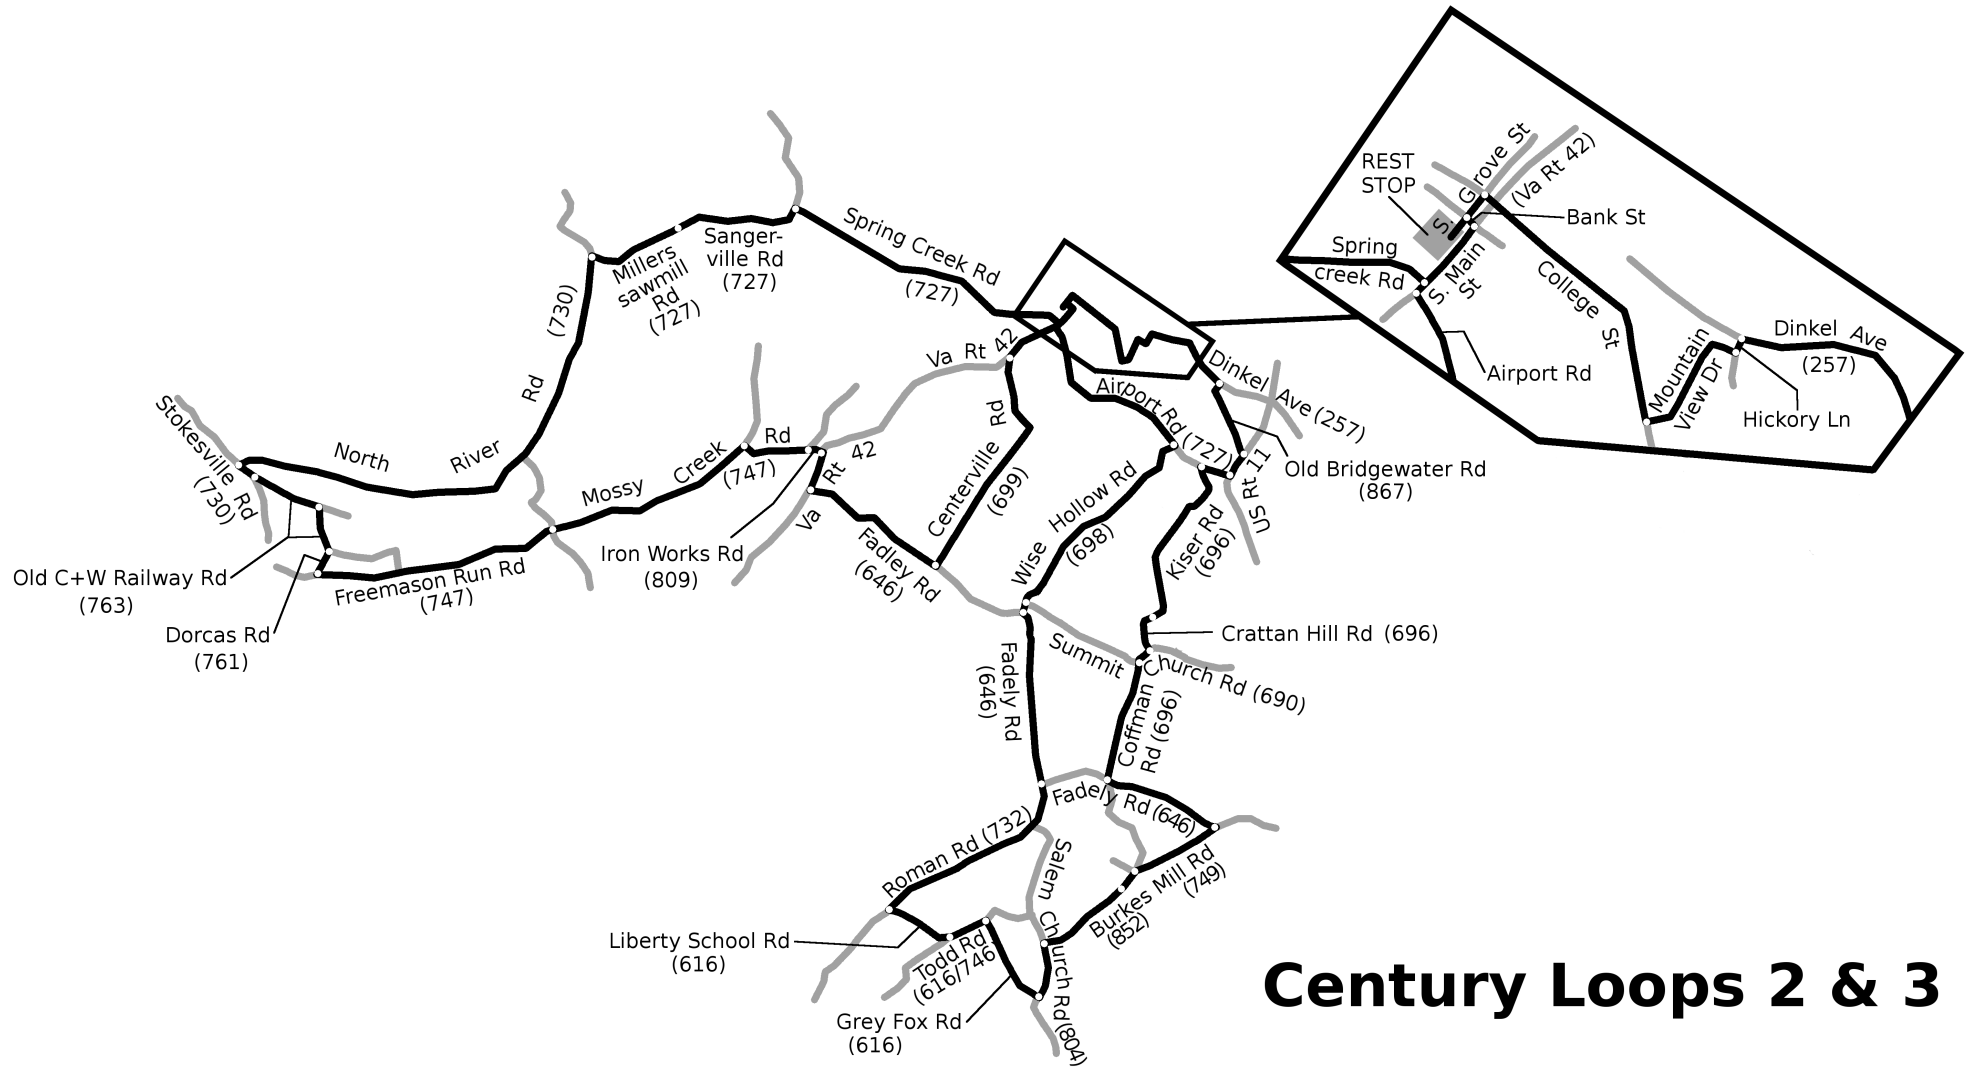 REST
STOP
S. Grove St
(Va Rt 42)
Bank St
Spring
creek Rd
S. Main
St
College St
Airport Rd
Mountain
View Dr
Dinkel Ave
(257)
Hickory Ln
Spring Creek Rd
(727)
Sanger-
ville Rd
(727)
Millers
sawmill
Rd
(727)
North River Rd (730)
Stokesville Rd
(730)
Old C+W Railway Rd
(763)
Dorcas Rd
(761)
Freemason Run Rd
(747)
Mossy Creek Rd
(747)
Iron Works Rd
(809)
Va Rt 42
Va Rt 42
Fadley Rd
(646)
Centerville Rd
(699)
Airport Rd (727)
Dinkel Ave (257)
Old Bridgewater Rd
(867)
US Rt 11
Wise Hollow Rd
(698)
Kiser Rd
(696)
Crattan Hill Rd (696)
Summit Church Rd (690)
Fadely Rd
(646)
Coffman
Rd (696)
Fadely Rd (646)
Roman Rd (732)
Salem Church Rd (804)
Burkes Mill Rd
(852)
(749)
Liberty School Rd
(616)
Todd Rd
(616/746
Grey Fox Rd
(616)
Century Loops 2 & 3